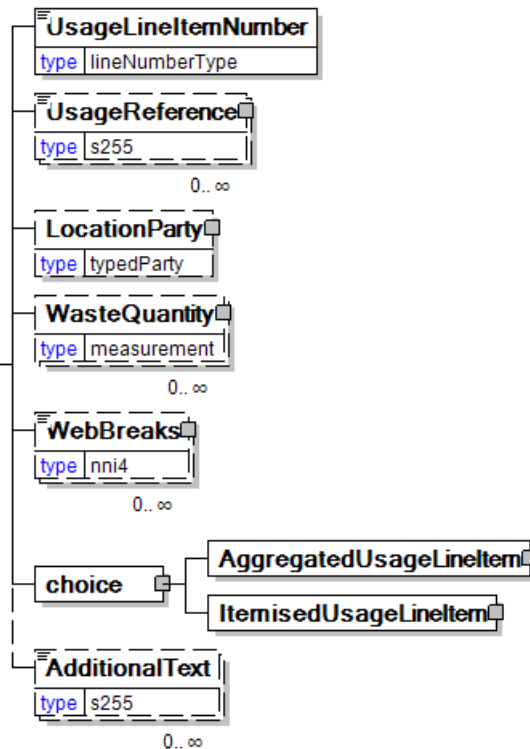 UsageLineItemNumber
type lineNumberType
UsageReference
type s255
0.. ∞
LocationParty
type typedParty
WasteQuantity
type measurement
0.. ∞
WebBreaks
type nni4
0.. ∞
AggregatedUsageLineItem
choice
ItemisedUsageLineItem
AdditionalText
type s255
0.. ∞